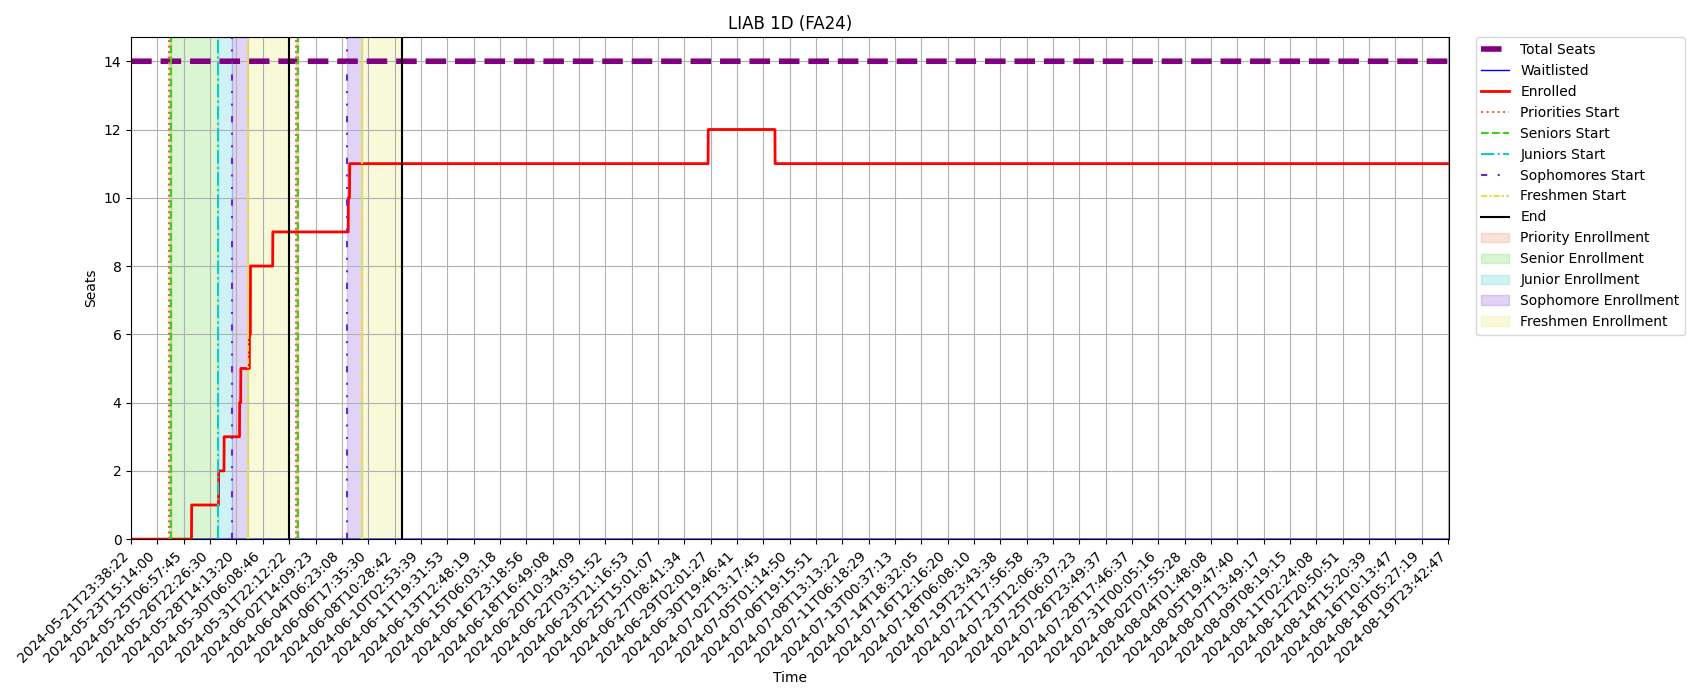 LIAB 1D (FA24)
Seats
14
12
10
8
6
4
2
0
2024-05-21T23:38:22
2024-05-23T15:14:00
2024-05-25T06:57:45
2024-05-26T22:26:30
2024-05-28T14:13:20
2024-05-30T06:08:46
2024-05-31T22:12:22
2024-06-02T14:09:23
2024-06-04T06:23:08
2024-06-06T17:35:30
2024-06-08T10:28:42
2024-06-10T02:53:39
2024-06-11T19:31:53
2024-06-13T12:48:19
2024-06-15T06:03:18
2024-06-16T23:18:56
2024-06-18T16:49:08
2024-06-20T10:34:09
2024-06-22T03:51:52
2024-06-23T21:16:53
2024-06-25T15:01:07
2024-06-27T08:41:34
2024-06-29T02:01:27
2024-06-30T19:46:41
2024-07-02T13:17:45
2024-07-05T01:14:50
2024-07-06T19:15:51
2024-07-08T13:13:22
2024-07-11T06:18:29
2024-07-13T00:37:13
2024-07-14T18:32:05
2024-07-16T12:16:20
2024-07-18T06:08:10
2024-07-19T23:43:38
2024-07-21T17:56:58
2024-07-23T12:06:33
2024-07-25T06:07:23
2024-07-26T23:49:37
2024-07-28T17:46:37
2024-07-31T00:05:16
2024-08-02T07:55:28
2024-08-04T01:48:08
2024-08-05T19:47:40
2024-08-07T13:49:17
2024-08-09T08:19:15
2024-08-11T02:24:08
2024-08-12T20:50:51
2024-08-14T15:20:39
2024-08-16T10:13:47
2024-08-18T05:27:19
2024-08-19T23:42:47
Time
Total Seats
Waitlisted
Enrolled
Priorities Start
Seniors Start
Juniors Start
Sophomores Start
Freshmen Start
End
Priority Enrollment
Senior Enrollment
Junior Enrollment
Sophomore Enrollment
Freshmen Enrollment